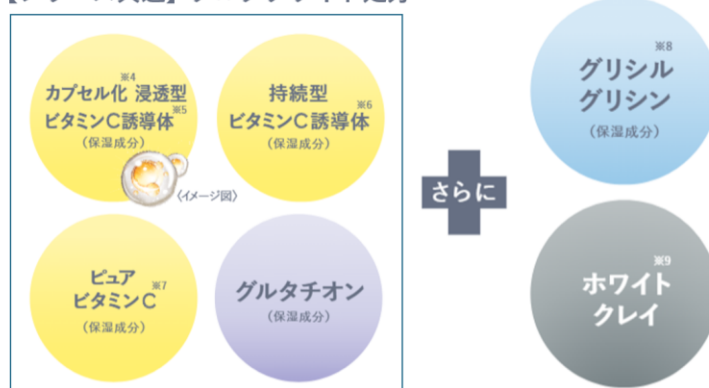 カプセル化 ※4 浸透型
ビタミンC誘導体 ※5
(保湿成分)
〈イメージ図〉
持続型
ビタミンC誘導体 ※6
(保湿成分)
ピュア
ビタミンC ※7
(保湿成分)
グルタチオン
(保湿成分)
さらに
グリシル ※8
グリシン
(保湿成分)
ホワイト ※9
クレイ